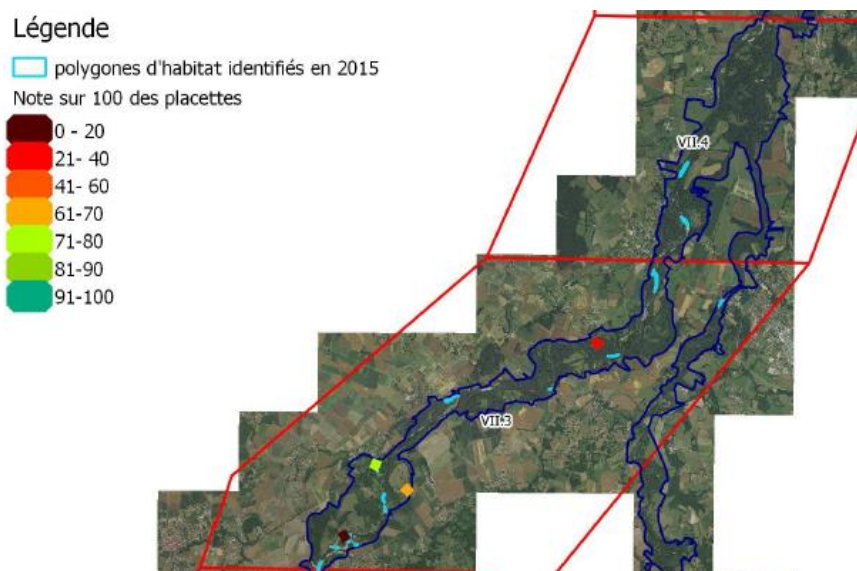 Légende
polygones d'habitat identifiés en 2015
Note sur 100 des placettes
0 - 20
21- 40
41- 60
61-70
71-80
81-90
91-100
VII.4
VII.3